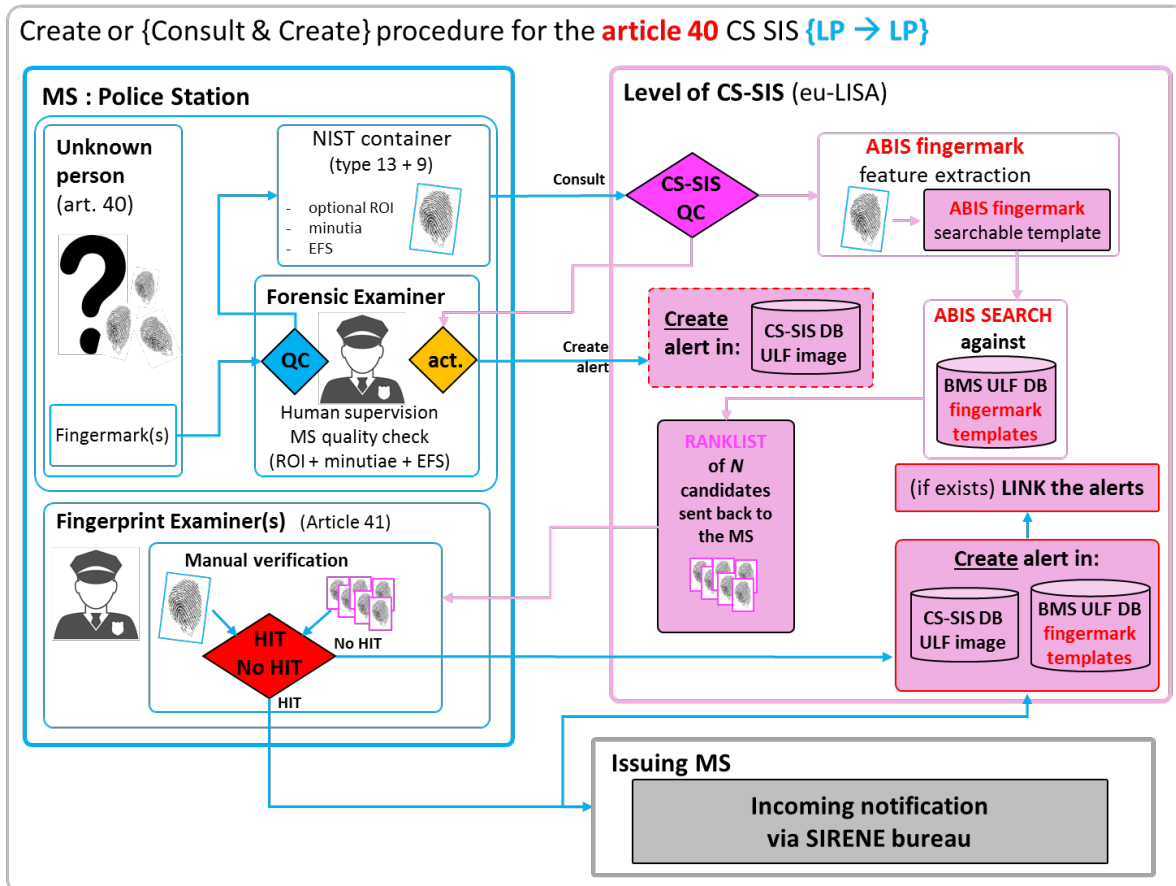 Create or {Consult & Create} procedure for the article 40 CS SIS {LP → LP}
MS : Police Station
Unknown
person
(art. 40)
Fingermark(s)
NIST container
(type 13 + 9)
- optional ROI
- minutia
- EFS
Forensic Examiner
QC
act.
Human supervision
MS quality check
(ROI + minutiae + EFS)
Fingerprint Examiner(s) (Article 41)
Manual verification
HIT
No HIT
No HIT
HIT
Consult
Create
alert
Level of CS-SIS (eu-LISA)
CS-SIS
QC
ABIS fingermark
feature extraction
ABIS fingermark
searchable template
Create
alert in:
CS-SIS DB
ULF image
ABIS SEARCH
against
BMS ULF DB
fingermark
templates
RANKLIST
of N
candidates
sent back to
the MS
(if exists) LINK the alerts
Create alert in:
CS-SIS DB
ULF image
BMS ULF DB
fingermark
templates
Issuing MS
Incoming notification
via SIRENE bureau